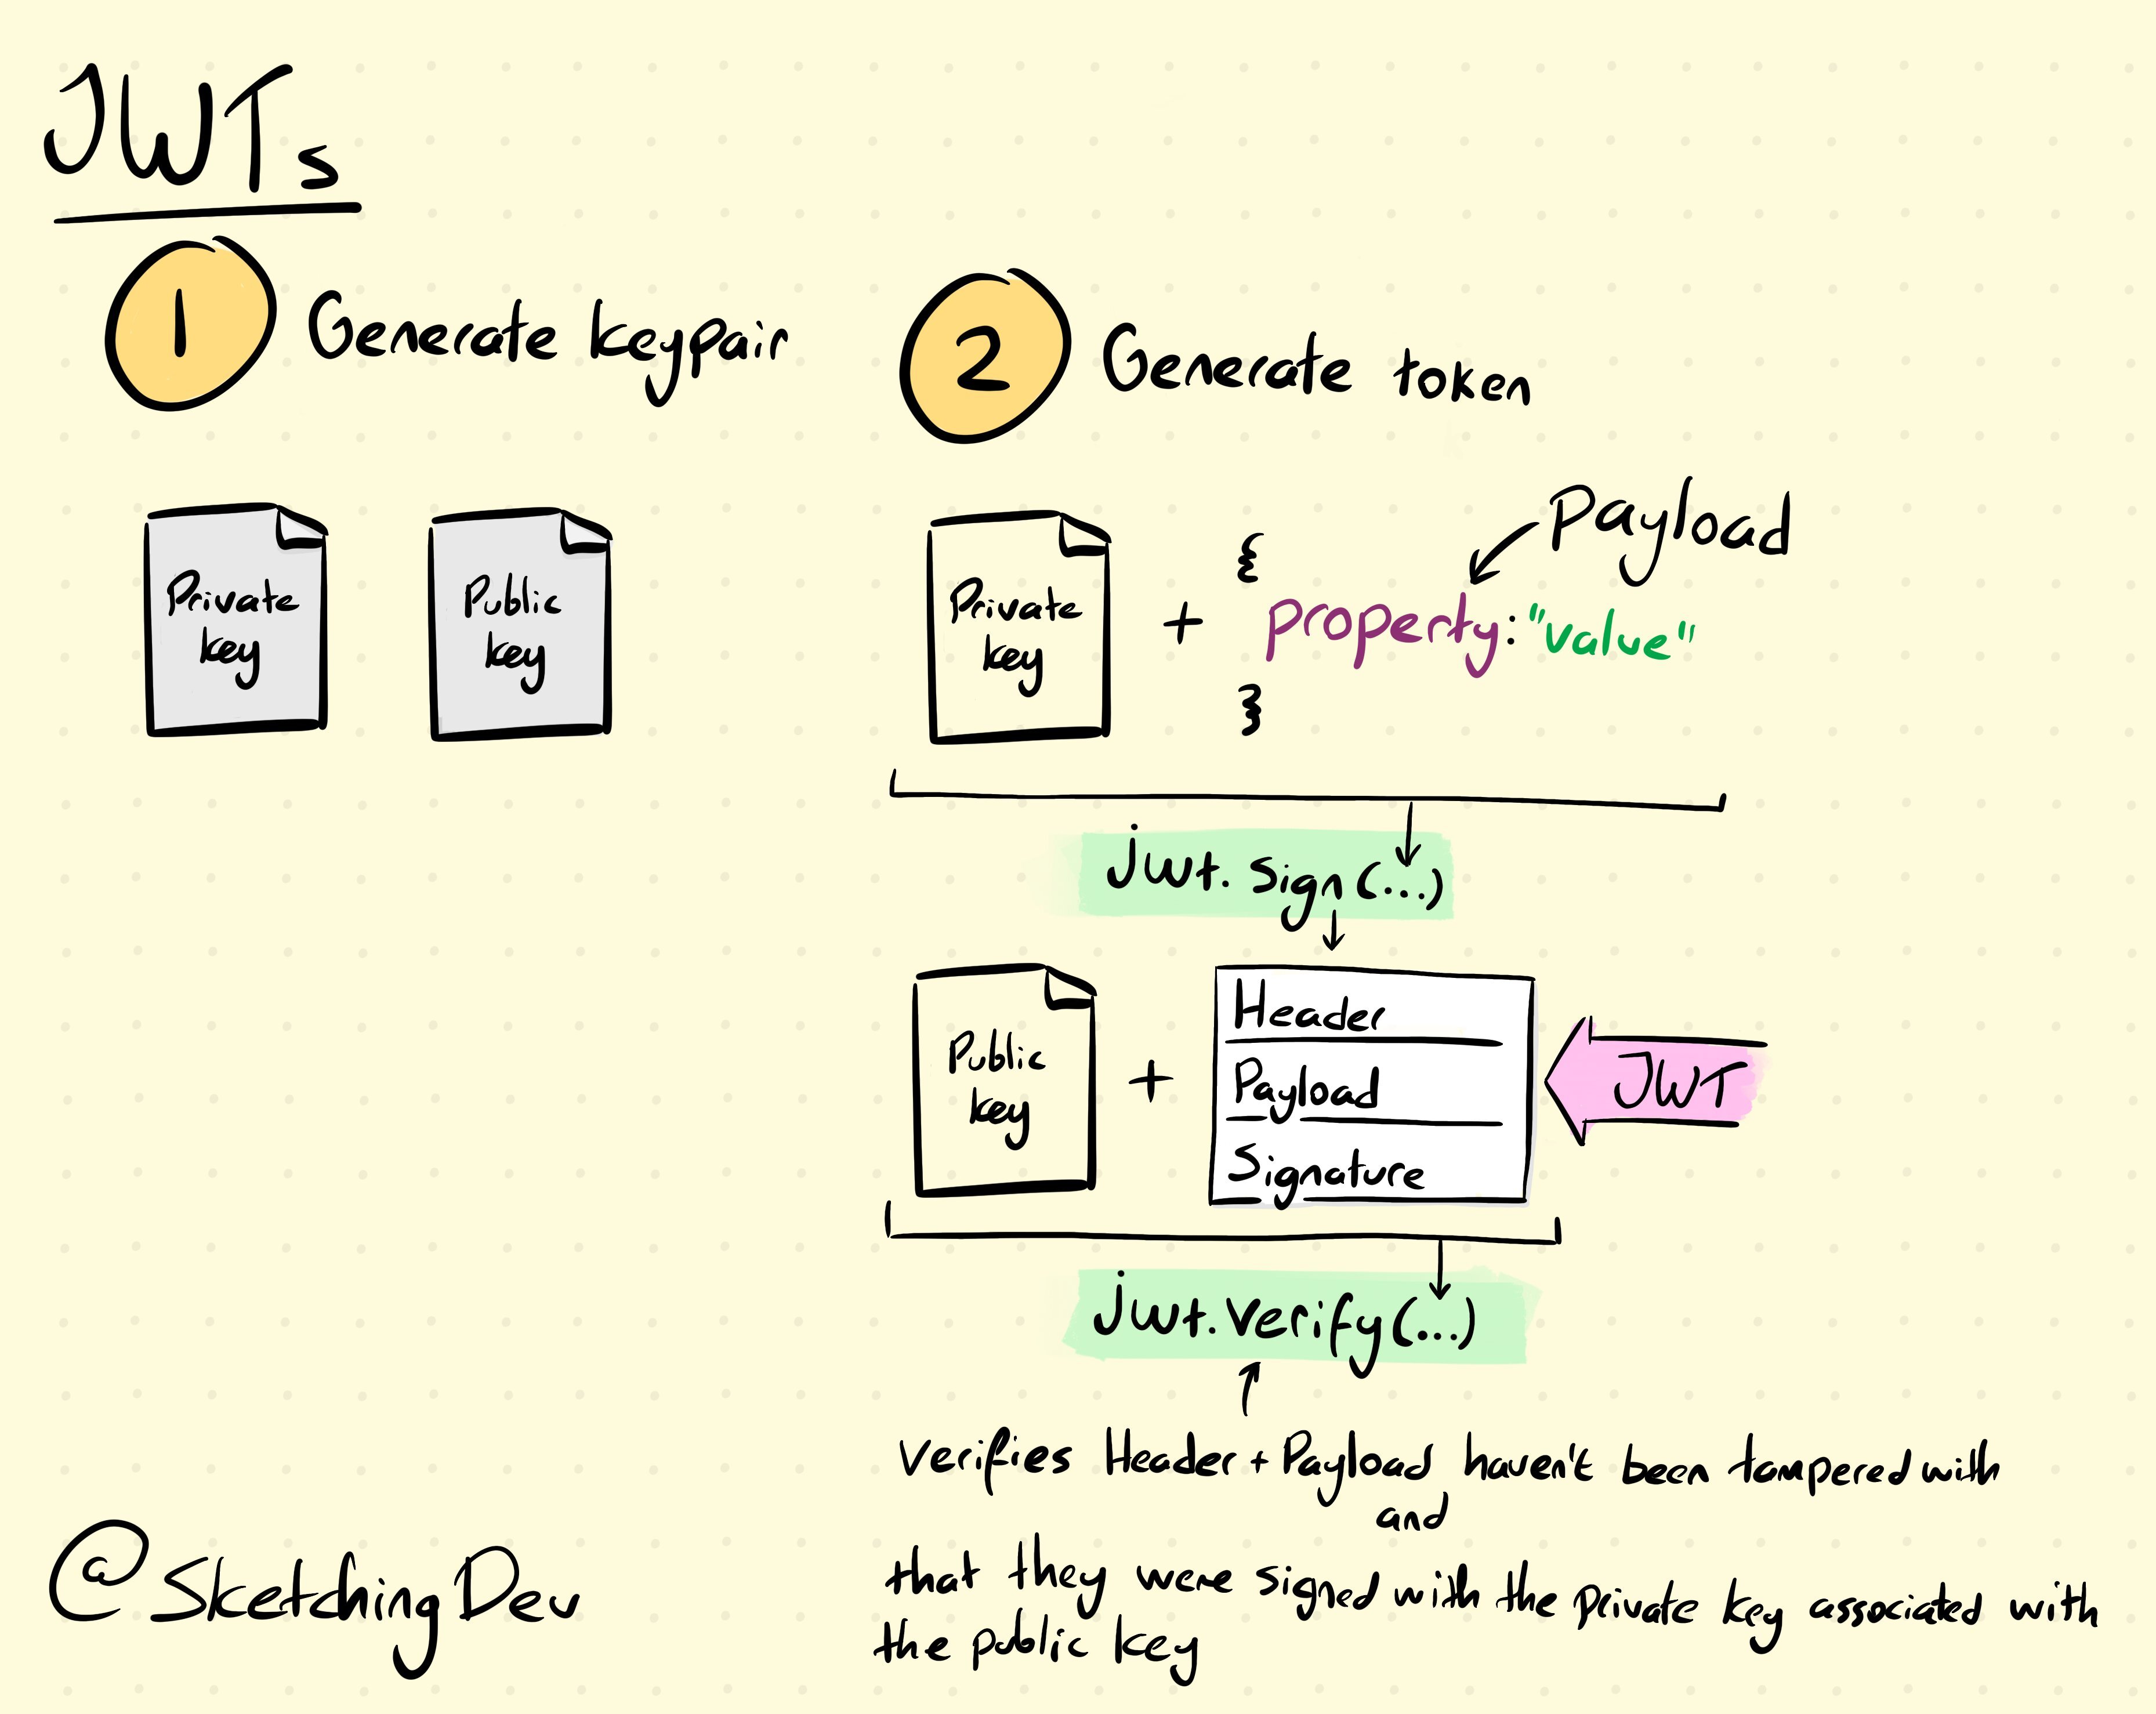 JWTs
1 Generate keypair
Private
key
Public
key
2 Generate token
Private
key
+
{
Payload
property: "value"
}
jwt.sign(...)
Public
key
+
Header
Payload
Signature
JWT
jwt.verify(...)
verifies Header + Payload haven't been tampered with
and
that they were signed with the private key associated with
the public key
@SketchingDev